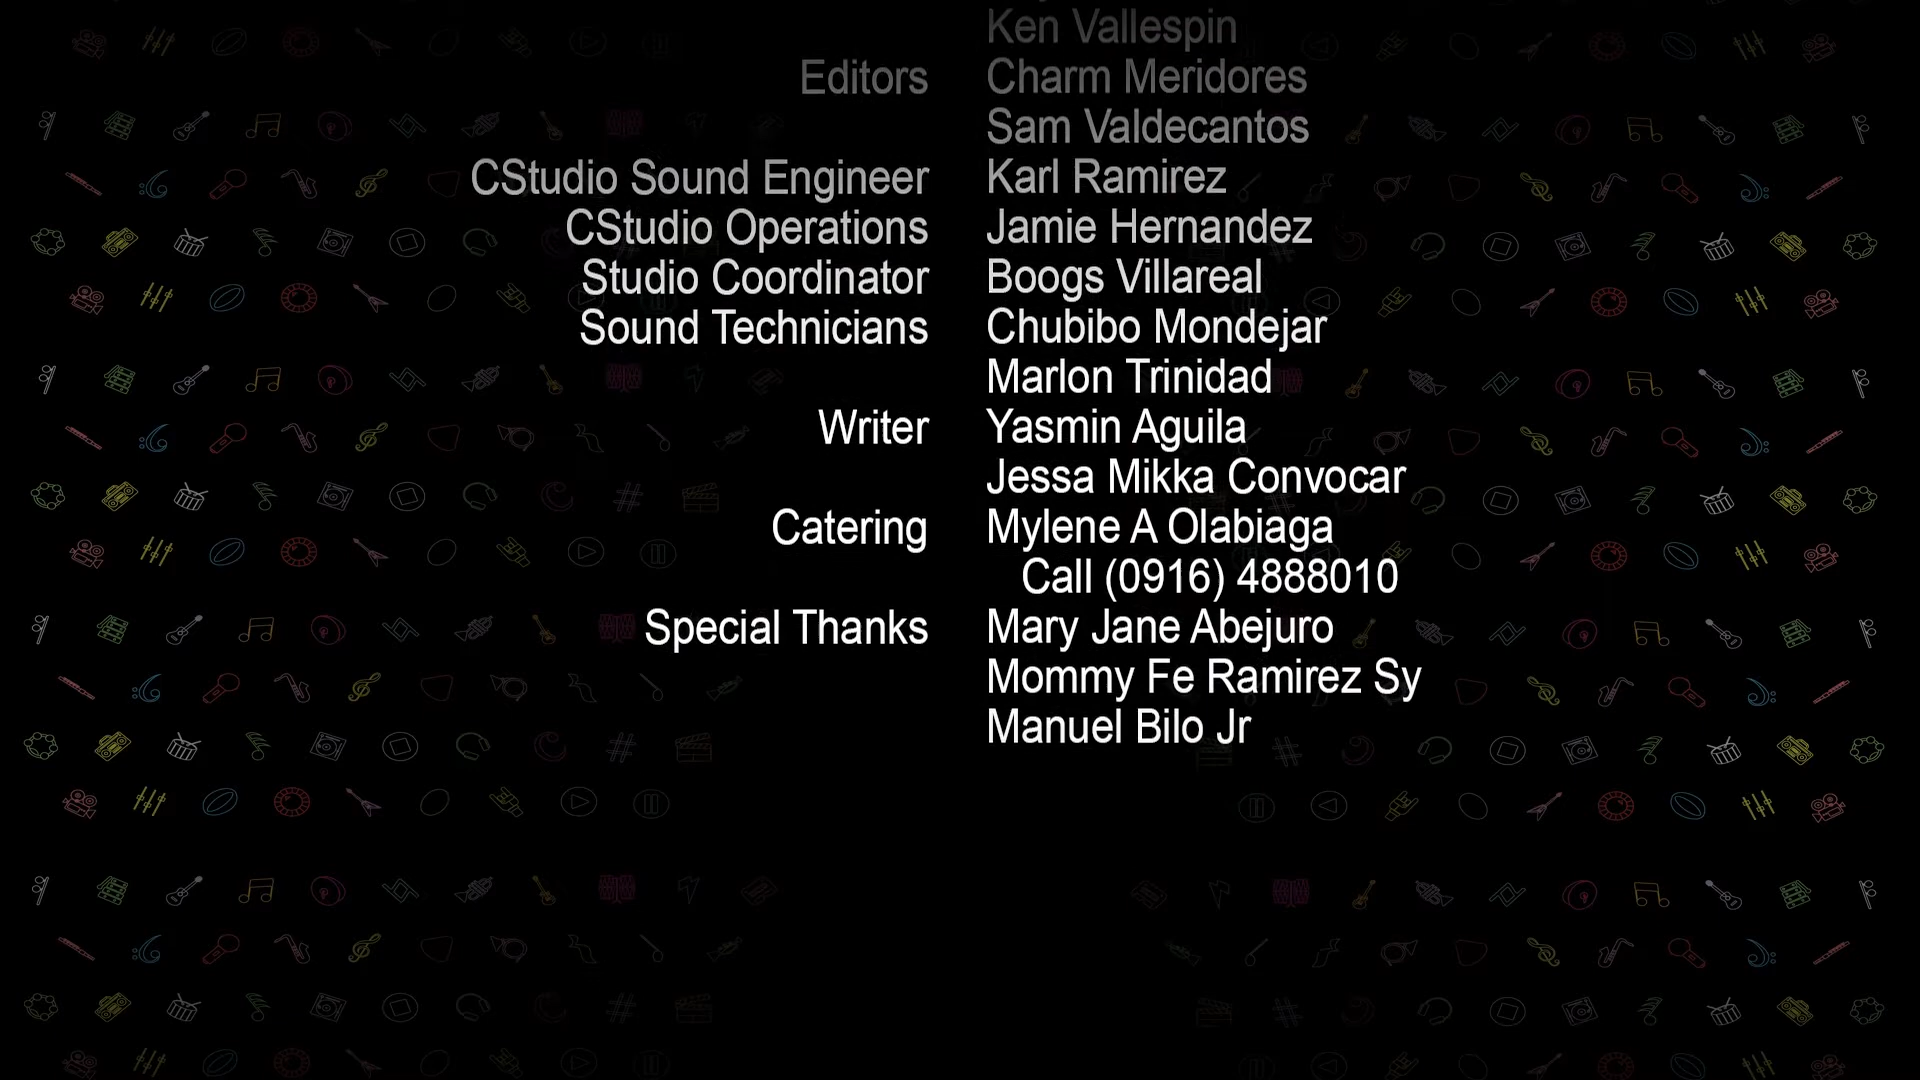 Ken Vallespin
Editors Charm Meridores
Sam Valdecantos
CStudio Sound Engineer Karl Ramirez
CStudio Operations Jamie Hernandez
Studio Coordinator Boogs Villareal
Sound Technicians Chubibo Mondejar
Marlon Trinidad
Writer Yasmin Aguila
Jessa Mikka Convocar
Catering Mylene A Olabiaga
Call (0916) 4888010
Special Thanks Mary Jane Abejuro
Mommy Fe Ramirez Sy
Manuel Bilo Jr